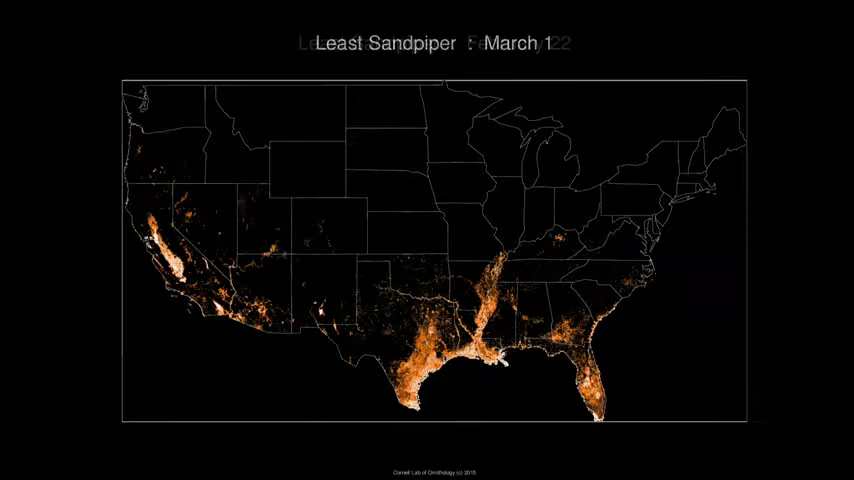 Least Sandpiper : March 1
Cornell Lab of Ornithology (c) 2015